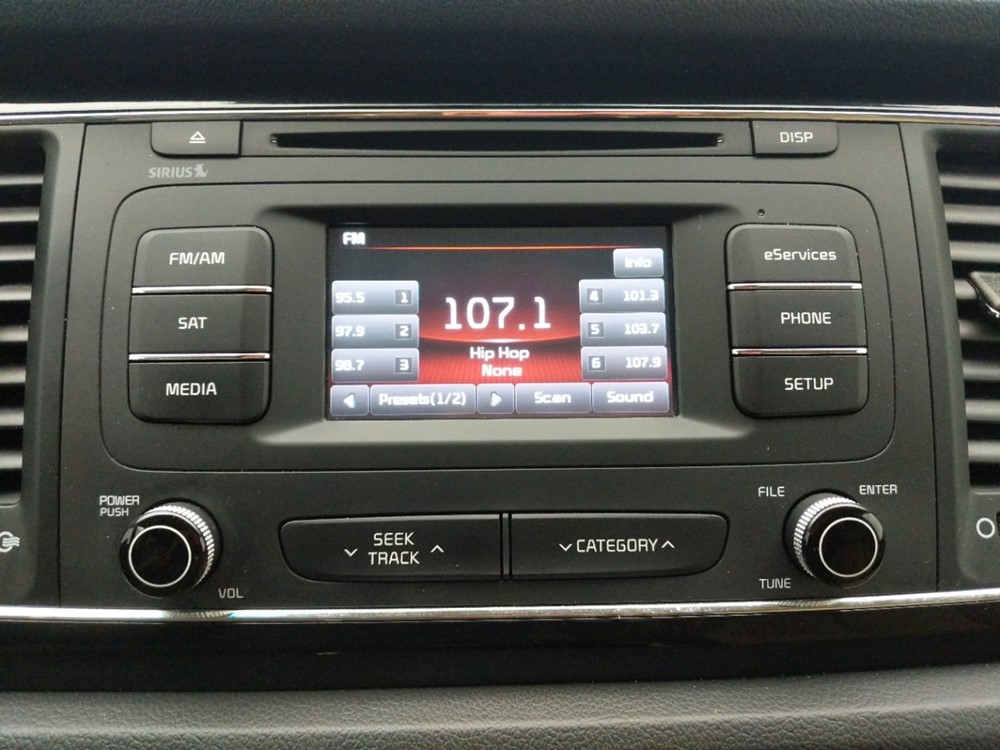 DISP
SIRIUS
FM/AM
SAT
MEDIA
FM
Info
95.5 1
97.9 2
98.7 3
107.1
Hip Hop
None
4 101.3
5 103.7
6 107.9
Presets(1/2)
Scan
Sound
eServices
PHONE
SETUP
POWER
PUSH
VOL
SEEK
TRACK
CATEGORY
FILE
ENTER
TUNE